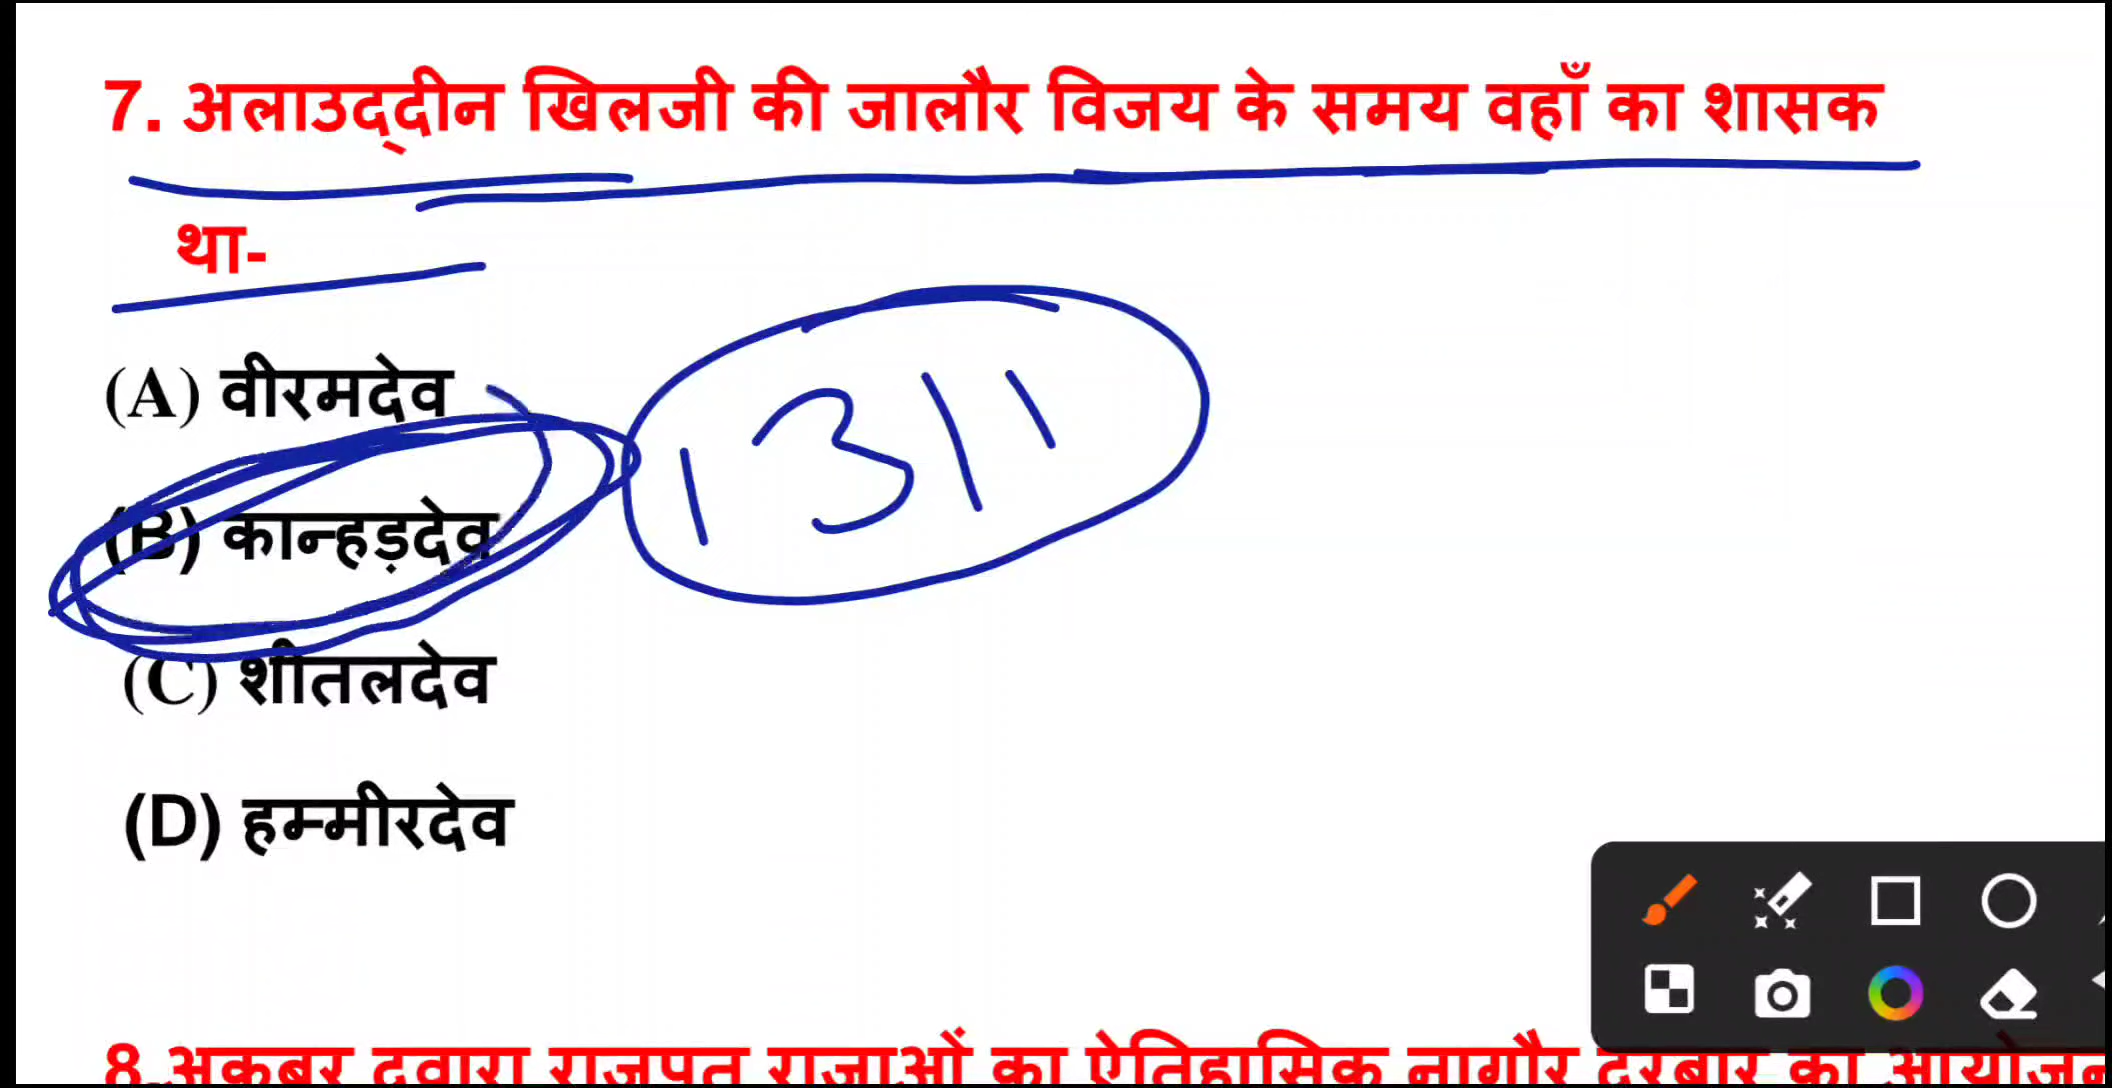 7. अलाउद्दीन खिलजी की जालौर विजय के समय वहाँ का शासक
था-
(A) वीरमदेव
1311
(B) कान्हड़देव
(C) शीतलदेव
(D) हम्मीरदेव
8.अकबर द्वारा राजपूत राजाओं का ऐतिहासिक नागौर दरबार का आयोजन